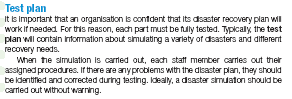 Test plan
It is important that an organisation is confident that its disaster recovery plan will
work if needed. For this reason, each part must be fully tested. Typically, the test
plan will contain information about simulating a variety of disasters and different
recovery needs.
When the simulation is carried out, each staff member carries out their
assigned procedures. If there are any problems with the disaster plan, they should
be identified and corrected during testing. Ideally, a disaster simulation should be
carried out without warning.